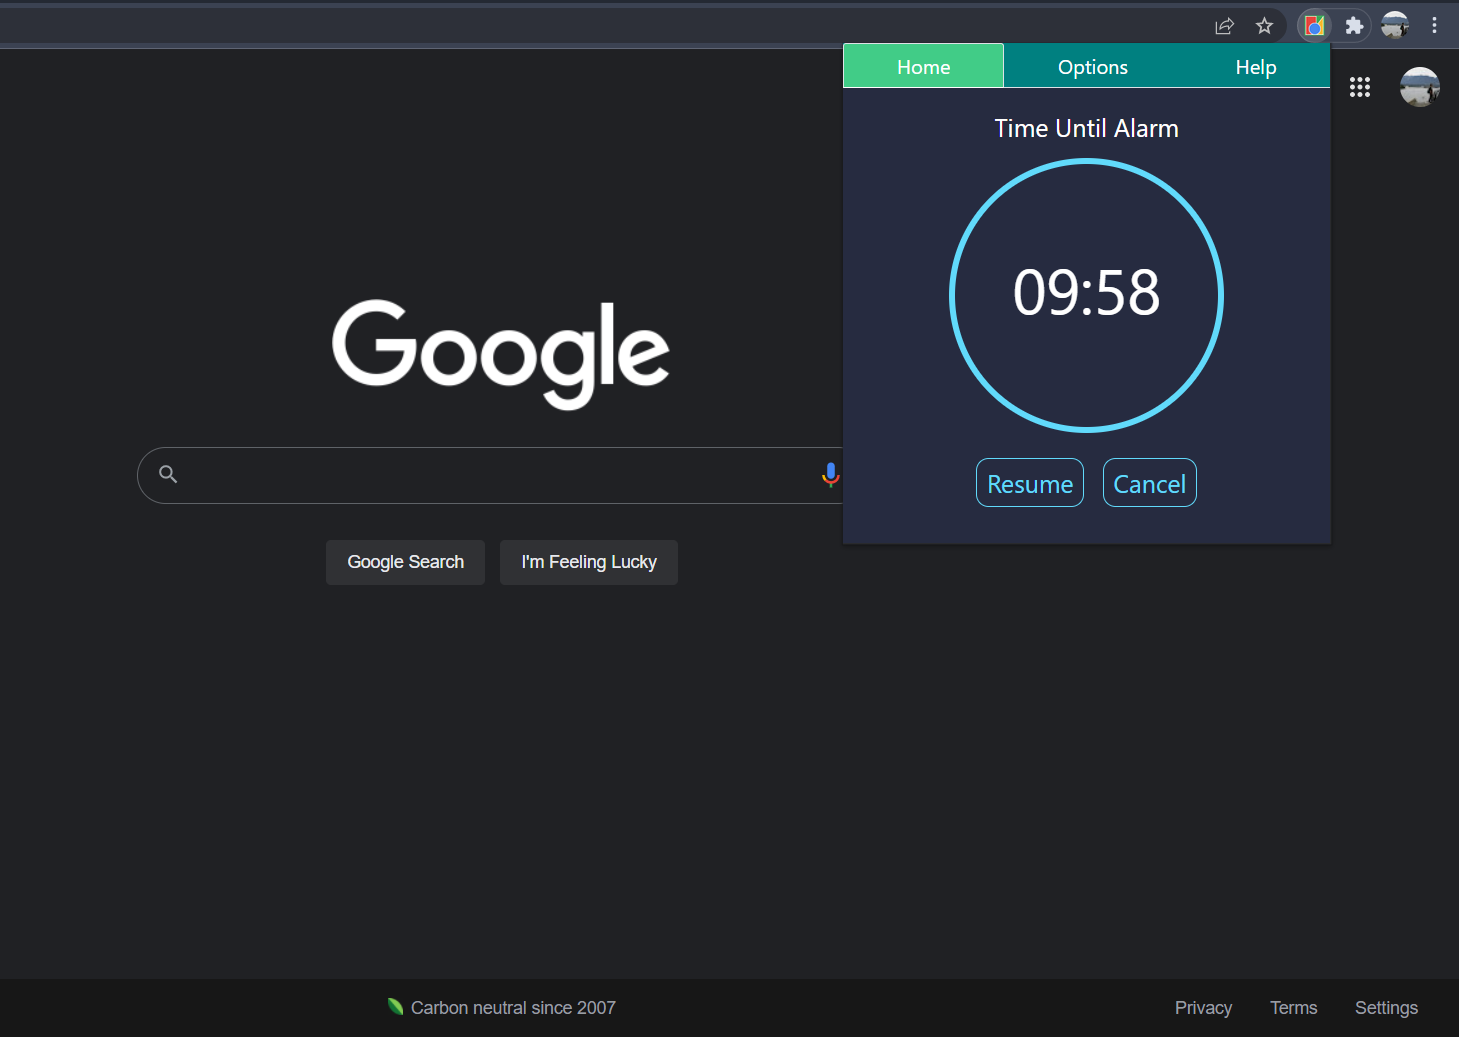 Home Options Help
Time Until Alarm
09:58
Resume Cancel
Google
Google Search I'm Feeling Lucky
Carbon neutral since 2007 Privacy Terms Settings